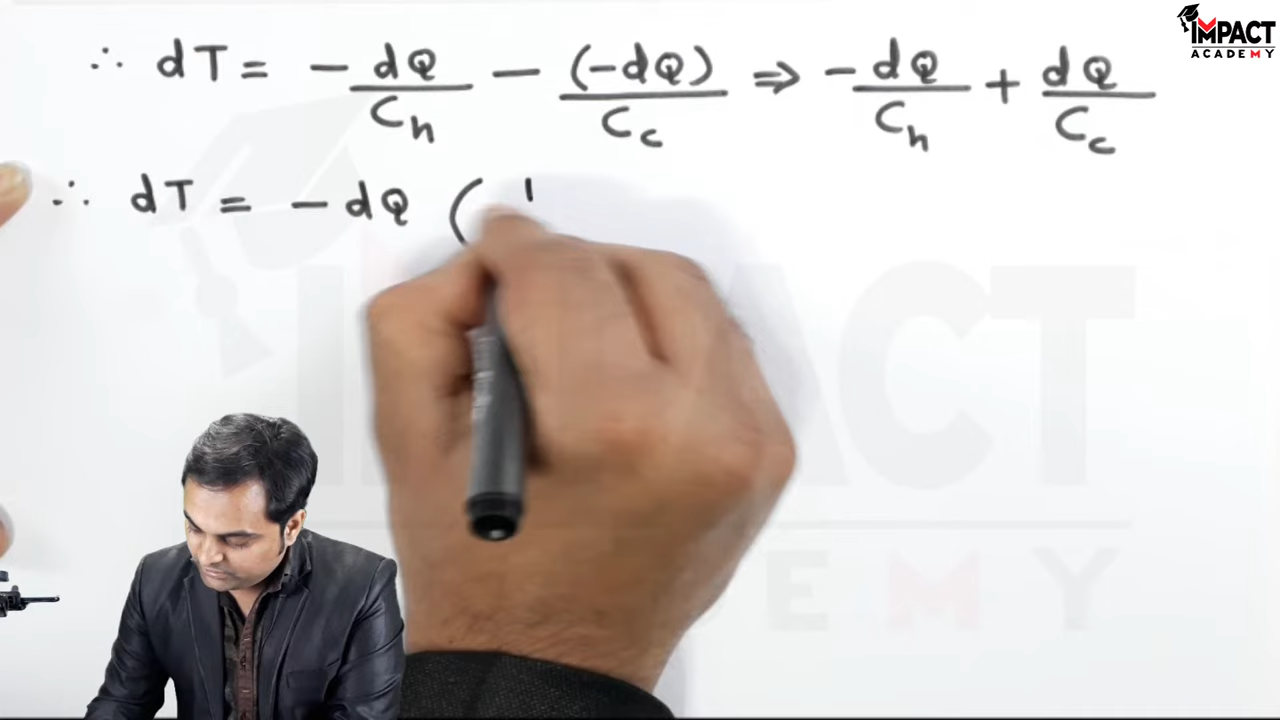 IMPACT
ACADEMY
∴ dT = - dQ/C_h - (-dQ)/C_c ⇒ - dQ/C_h + dQ/C_c
∴ dT = - dQ ( 1